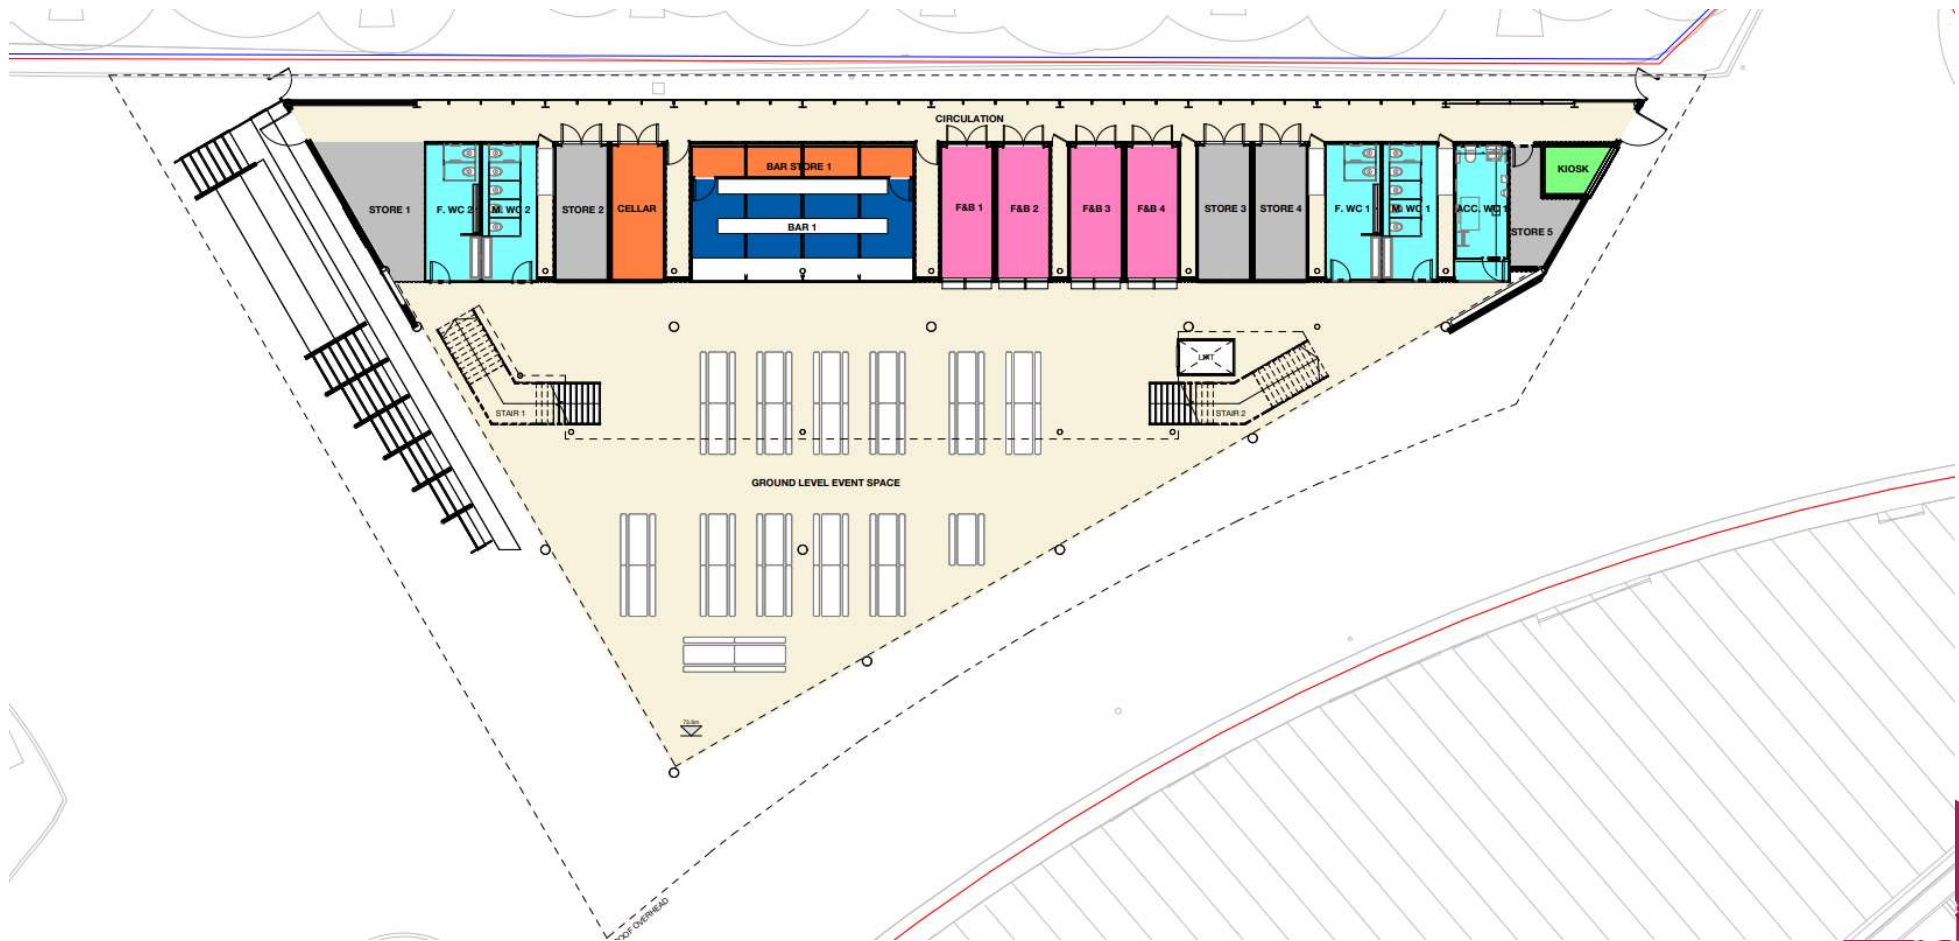 CIRCULATION
BAR STORE 1
KIOSK
STORE 1
F. WC 2
M. WC 2
STORE 2
CELLAR
BAR 1
F&B 1
F&B 2
F&B 3
F&B 4
STORE 3
STORE 4
F. WC 1
M. WC 1
ACC. WC 1
STORE 5
LIFT
STAIR 1
STAIR 2
GROUND LEVEL EVENT SPACE
ROOF OVERHEAD